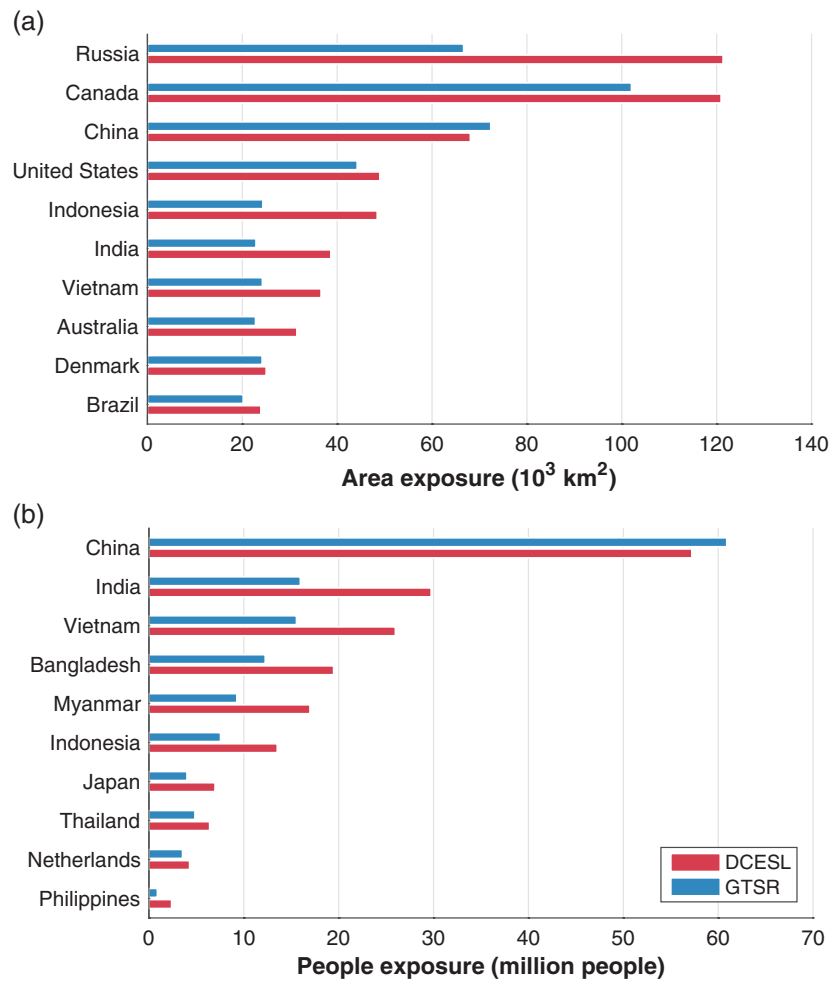 (a)
Russia
Canada
China
United States
Indonesia
India
Vietnam
Australia
Denmark
Brazil
0 20 40 60 80 100 120 140
Area exposure (10³ km²)
(b)
China
India
Vietnam
Bangladesh
Myanmar
Indonesia
Japan
Thailand
Netherlands
Philippines
DCESL
GTSR
0 10 20 30 40 50 60 70
People exposure (million people)